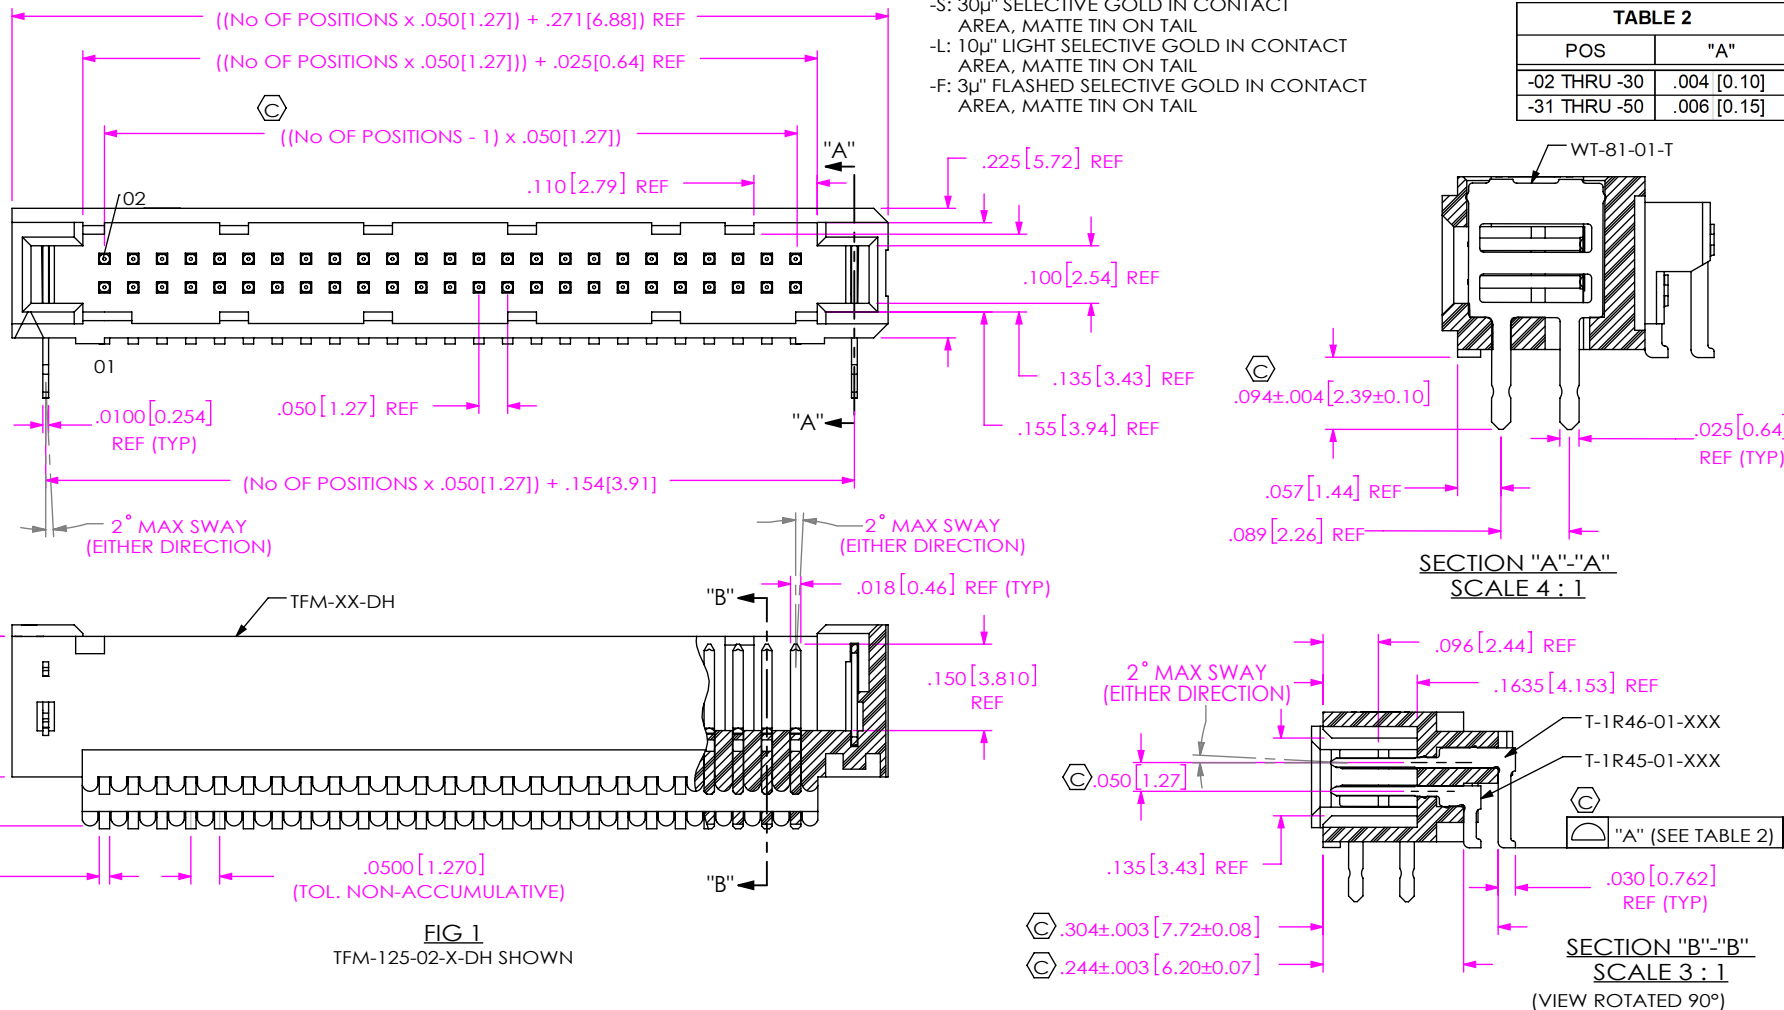 ((No OF POSITIONS x .050[1.27]) + .271[6.88]) REF
((No OF POSITIONS x .050[1.27])) + .025[0.64] REF
C
((No OF POSITIONS - 1) x .050[1.27])
.110[2.79] REF
"A"
02
01
-S: 30µ" SELECTIVE GOLD IN CONTACT
AREA, MATTE TIN ON TAIL
-L: 10µ" LIGHT SELECTIVE GOLD IN CONTACT
AREA, MATTE TIN ON TAIL
-F: 3µ" FLASHED SELECTIVE GOLD IN CONTACT
AREA, MATTE TIN ON TAIL
TABLE 2
POS "A"
-02 THRU -30 .004 [0.10]
-31 THRU -50 .006 [0.15]
.225[5.72] REF
.100[2.54] REF
.135[3.43] REF
.155[3.94] REF
.0100[0.254]
REF (TYP)
.050[1.27] REF
"A"
(No OF POSITIONS x .050[1.27]) + .154[3.91]
2° MAX SWAY
(EITHER DIRECTION)
2° MAX SWAY
(EITHER DIRECTION)
WT-81-01-T
C
.094±.004[2.39±0.10]
.025[0.64]
REF (TYP)
.057[1.44] REF
.089[2.26] REF
SECTION "A"-"A"
SCALE 4 : 1
TFM-XX-DH
"B"
.018[0.46] REF (TYP)
.150[3.810]
REF
.0500[1.270]
(TOL. NON-ACCUMULATIVE)
"B"
FIG 1
TFM-125-02-X-DH SHOWN
.096[2.44] REF
2° MAX SWAY
(EITHER DIRECTION)
.1635[4.153] REF
T-1R46-01-XXX
T-1R45-01-XXX
C .050[1.27]
C
"A" (SEE TABLE 2)
.135[3.43] REF
.030[0.762]
REF (TYP)
C .304±.003[7.72±0.08]
C .244±.003[6.20±0.07]
SECTION "B"-"B"
SCALE 3 : 1
(VIEW ROTATED 90°)